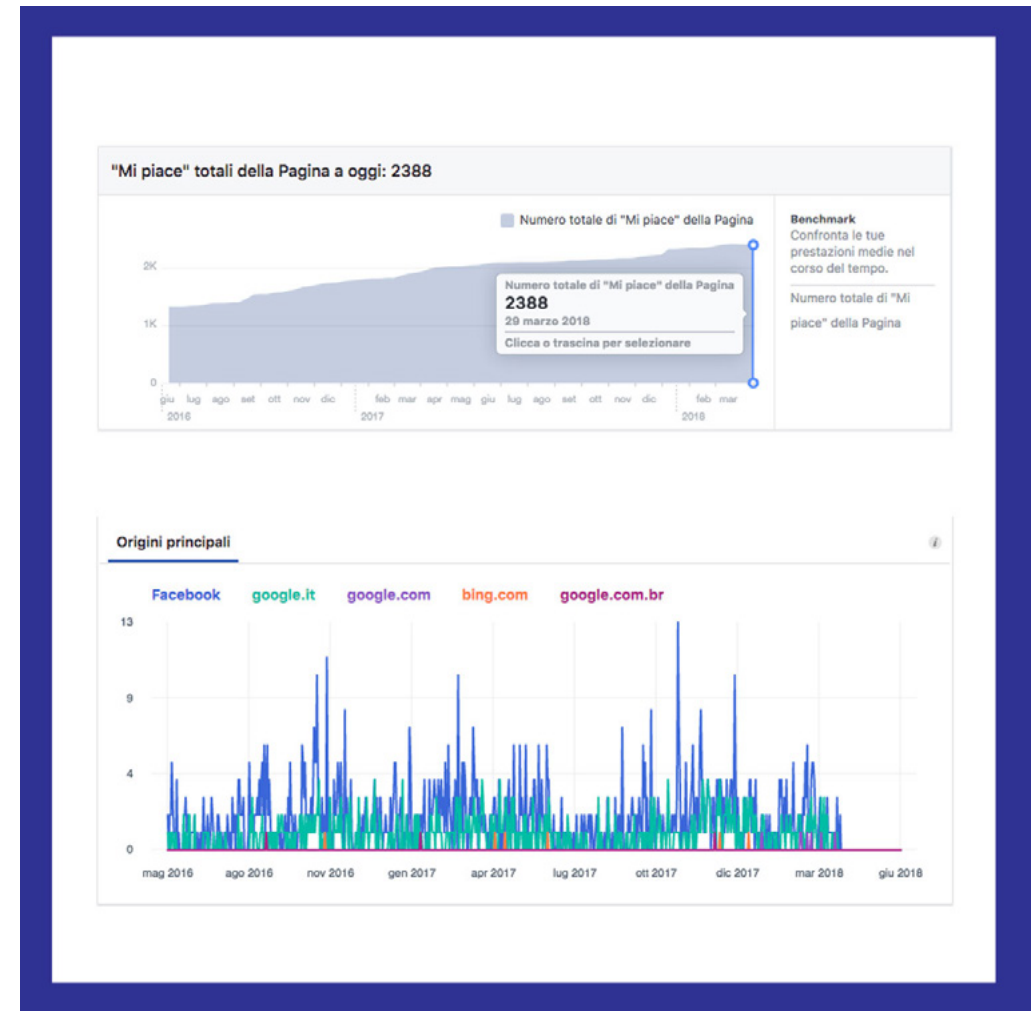 "Mi piace" totali della Pagina a oggi: 2388
Numero totale di "Mi piace" della Pagina
2K
1K
0
Numero totale di "Mi piace" della Pagina
2388
29 marzo 2018
Clicca o trascina per selezionare
giu lug ago set ott nov dic feb mar apr mag giu lug ago set ott nov dic feb mar
2016 2017 2018
Benchmark
Confronta le tue
prestazioni medie nel
corso del tempo.
Numero totale di "Mi
piace" della Pagina
Origini principali
i
Facebook google.it google.com bing.com google.com.br
13
9
4
0
mag 2016 ago 2016 nov 2016 gen 2017 apr 2017 lug 2017 ott 2017 dic 2017 mar 2018 giu 2018